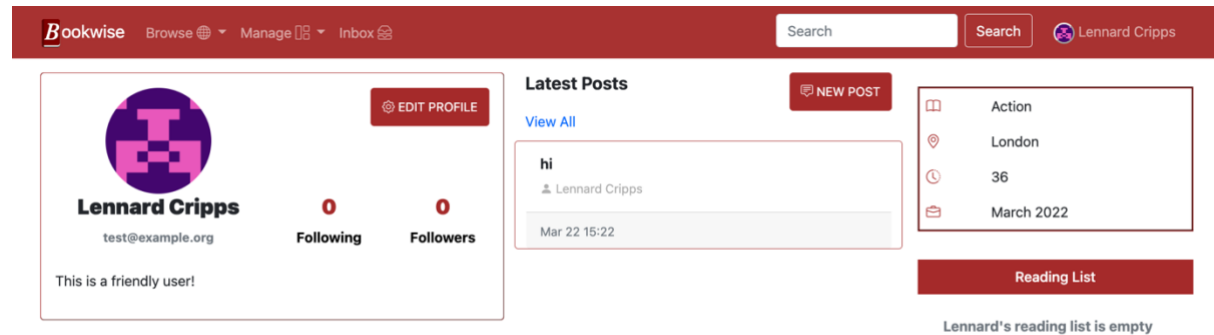 Bookwise Browse Manage Inbox Search Search Lennard Cripps
EDIT PROFILE
Lennard Cripps
test@example.org
0 Following
0 Followers
This is a friendly user!
Latest Posts
NEW POST
View All
hi
Lennard Cripps
Mar 22 15:22
Action
London
36
March 2022
Reading List
Lennard's reading list is empty